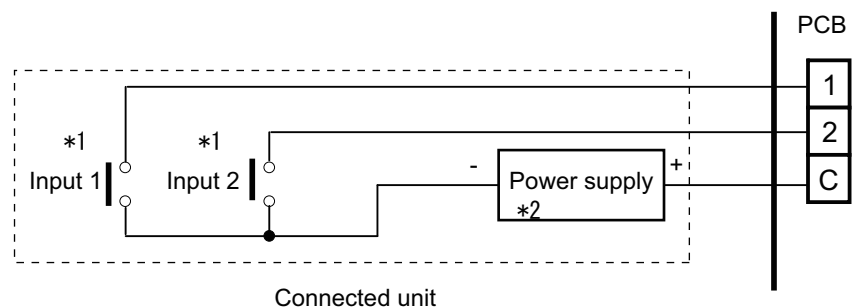 PCB
1
*1
*1
2
Input 1
Input 2
- Power supply +
C
*2
Connected unit